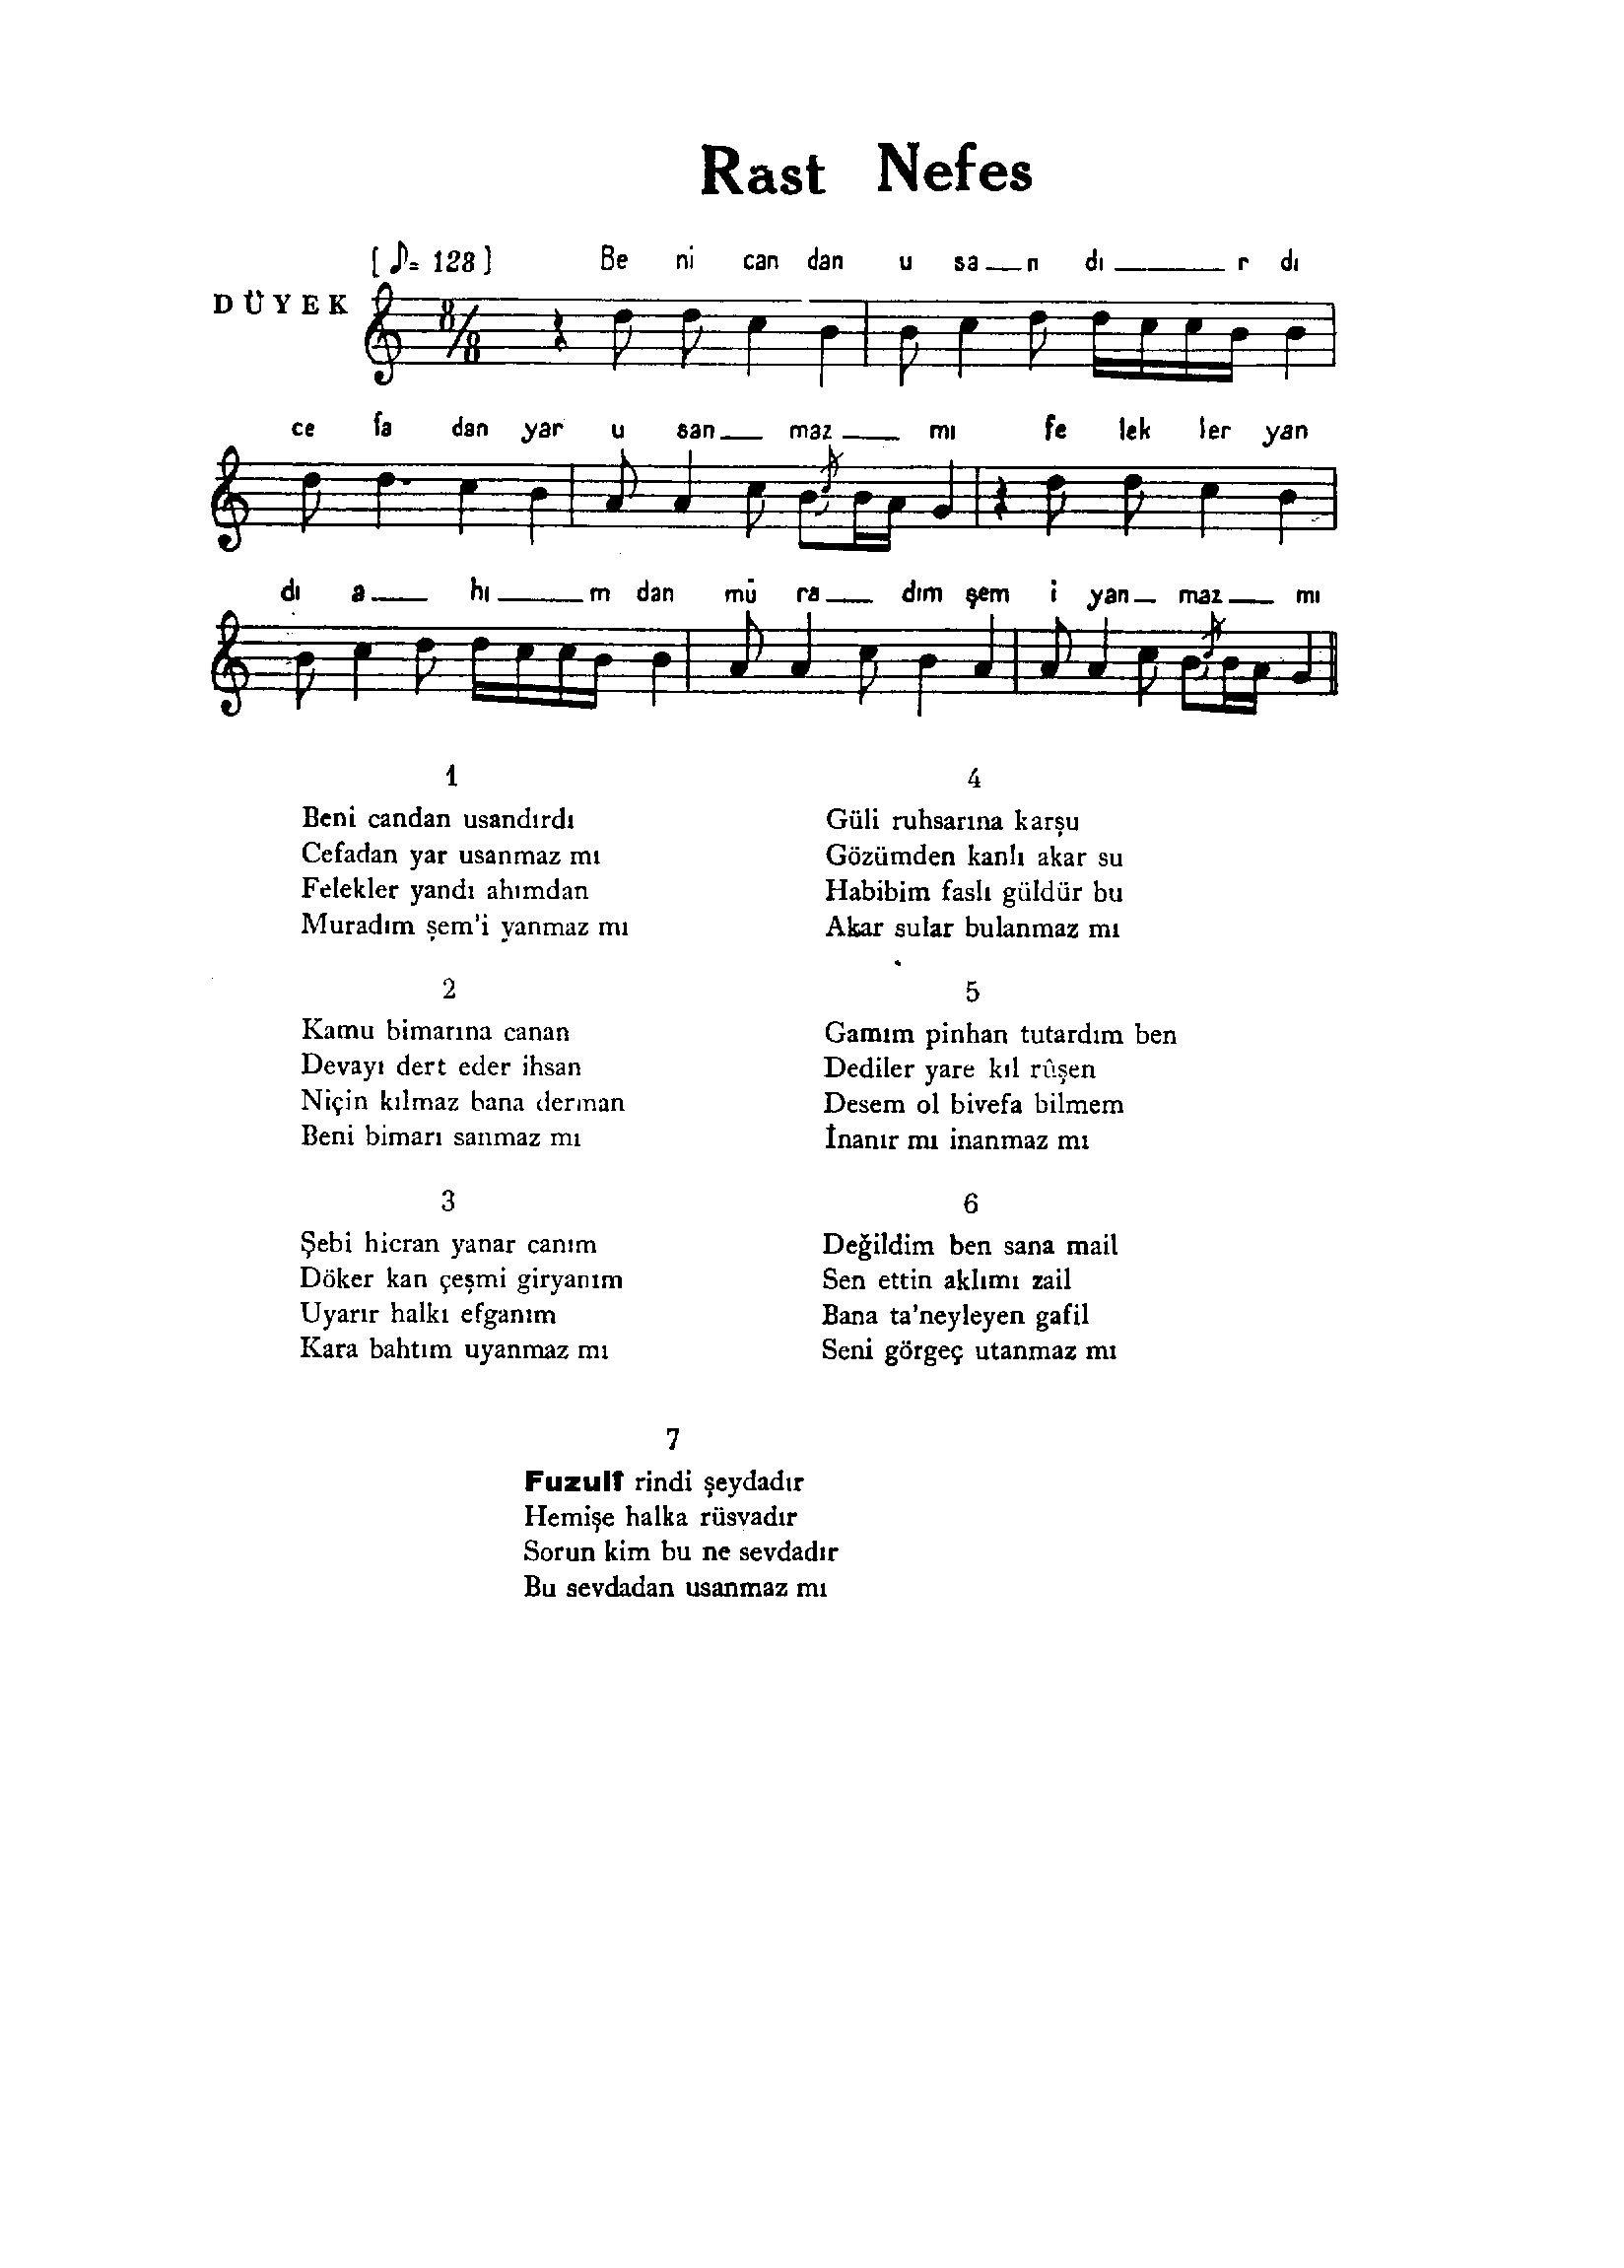 Rast Nefes
[♪= 128]
Be ni can dan u sa__n dı______r dı
DÜYEK
8/8
ce fa dan yar u san__ maz__ mı fe lek ler yan
dı a__ hı____m dan mü ra__ dım şem i yan_ maz__ mı
1
Beni candan usandırdı
Cefadan yar usanmaz mı
Felekler yandı ahımdan
Muradım şem'i yanmaz mı
2
Kamu bimarına canan
Devayı dert eder ihsan
Niçin kılmaz bana derman
Beni bimarı sanmaz mı
3
Şebi hicran yanar canım
Döker kan çeşmi giryanım
Uyarır halkı efganım
Kara bahtım uyanmaz mı
4
Güli ruhsarına karşu
Gözümden kanlı akar su
Habibim faslı güldür bu
Akar sular bulanmaz mı
5
Gamım pinhan tutardım ben
Dediler yare kıl rûşen
Desem ol bivefa bilmem
İnanır mı inanmaz mı
6
Değildim ben sana mail
Sen ettin aklımı zail
Bana ta'neyleyen gafil
Seni görgeç utanmaz mı
7
Fuzulî rindi şeydadır
Hemişe halka rüsvadır
Sorun kim bu ne sevdadır
Bu sevdadan usanmaz mı